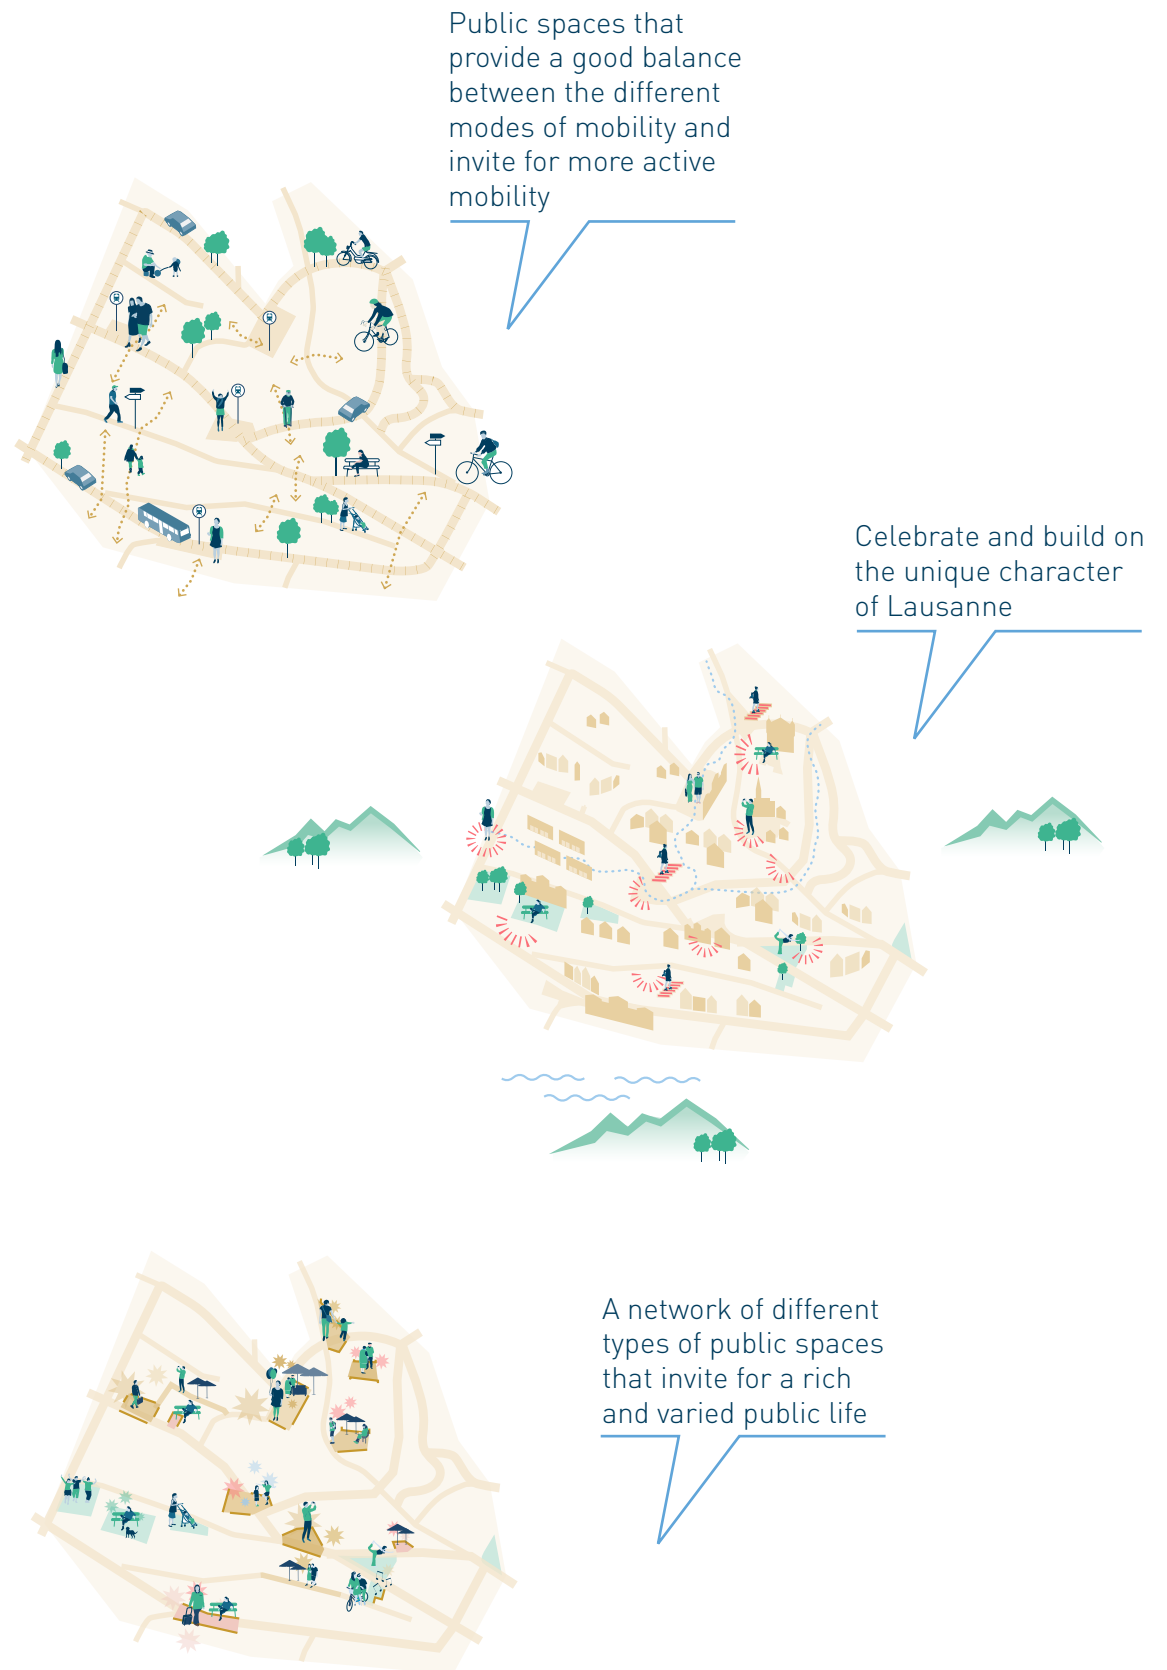 Public spaces that
provide a good balance
between the different
modes of mobility and
invite for more active
mobility
Celebrate and build on
the unique character
of Lausanne
A network of different
types of public spaces
that invite for a rich
and varied public life